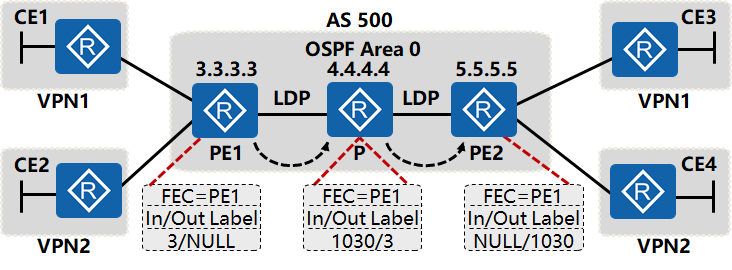 AS 500
CE1
R
VPN1
CE2
R
VPN2
OSPF Area 0
3.3.3.3
4.4.4.4
5.5.5.5
R
LDP
R
LDP
R
PE1
P
PE2
FEC=PE1
In/Out Label
3/NULL
FEC=PE1
In/Out Label
1030/3
FEC=PE1
In/Out Label
NULL/1030
CE3
R
VPN1
CE4
R
VPN2